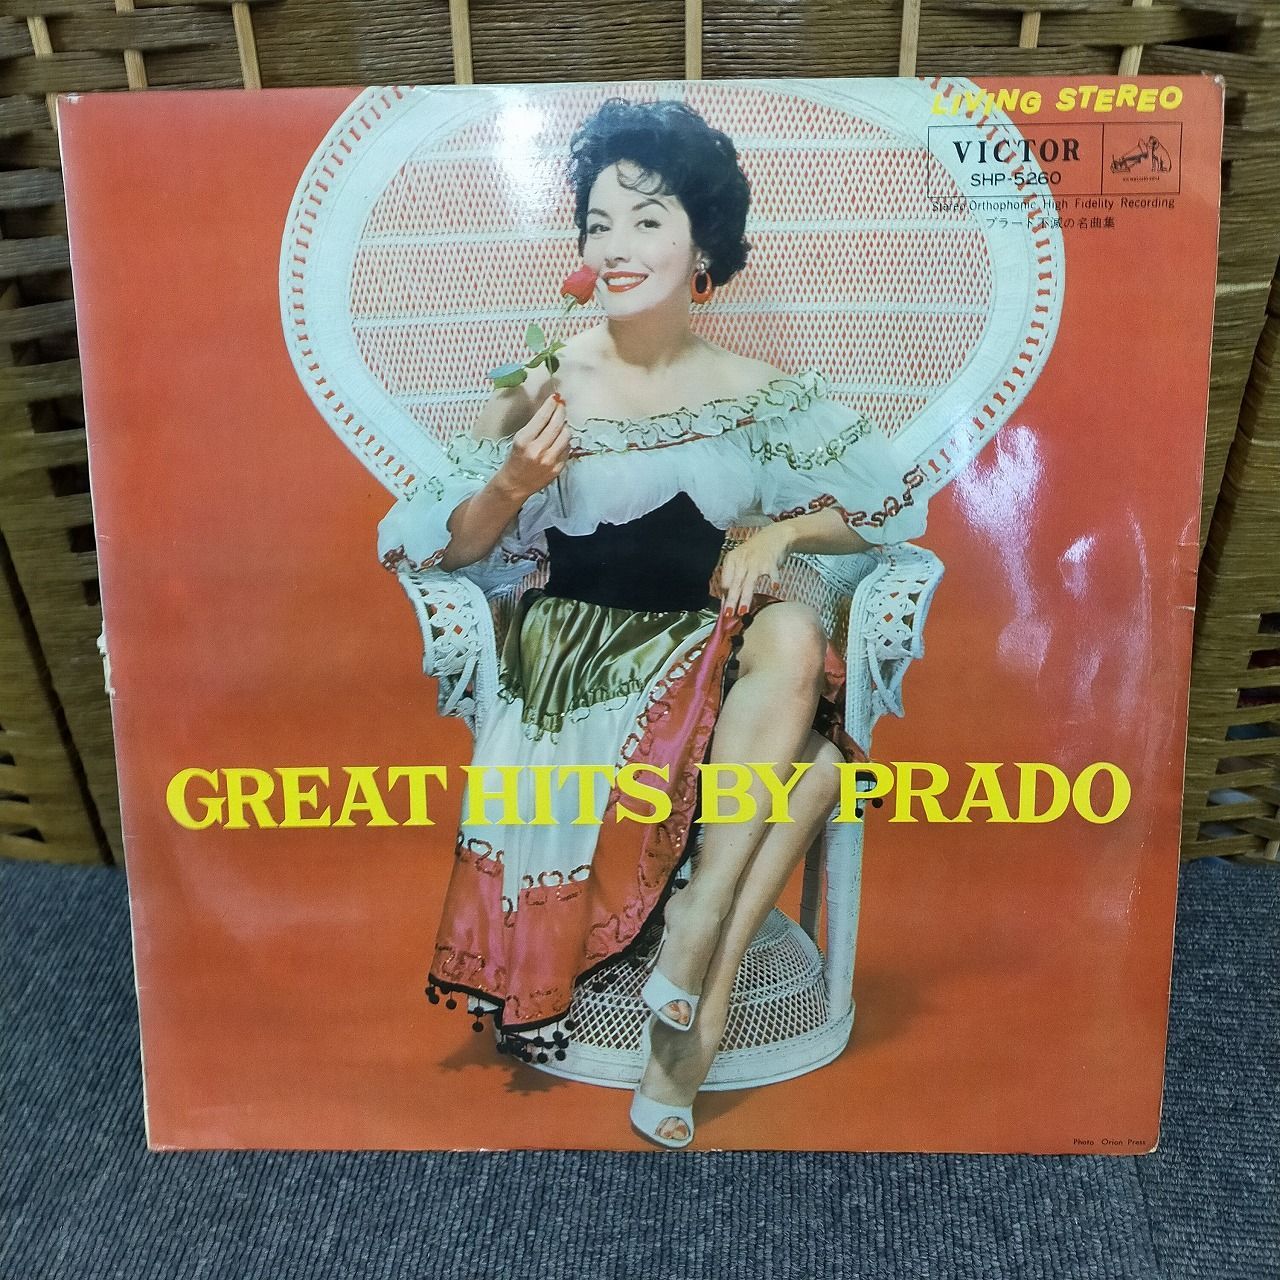 LIVING STEREO
VICTOR
SHP-5260
Stereo Orthophonic High Fidelity Recording
プラード不滅の名曲集
GREAT HITS BY PRADO
Photo Orion Press